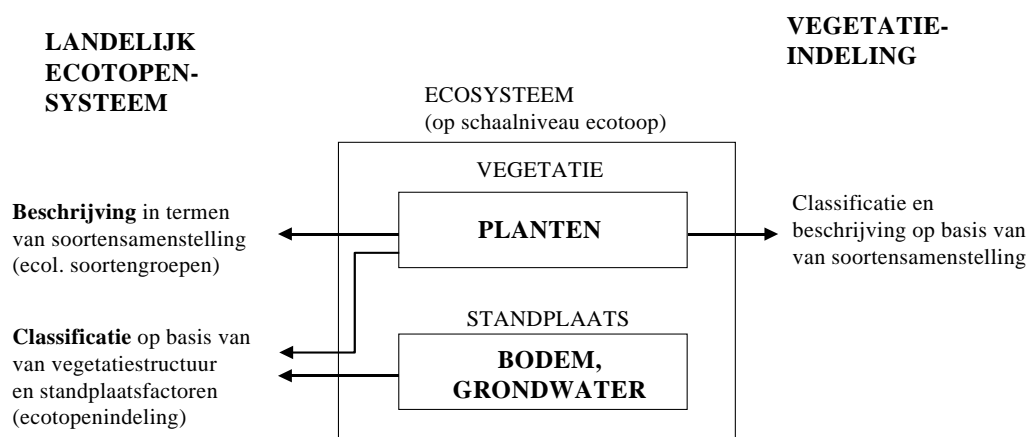 LANDELIJK
ECOTOPEN-
SYSTEEM
VEGETATIE-
INDELING
ECOSYSTEEM
(op schaalniveau ecotoop)
VEGETATIE
PLANTEN
Beschrijving in termen
van soortensamenstelling
(ecol. soortengroepen)
Classificatie en
beschrijving op basis van
van soortensamenstelling
STANDPLAATS
BODEM,
GRONDWATER
Classificatie op basis van
van vegetatiestructuur
en standplaatsfactoren
(ecotopenindeling)